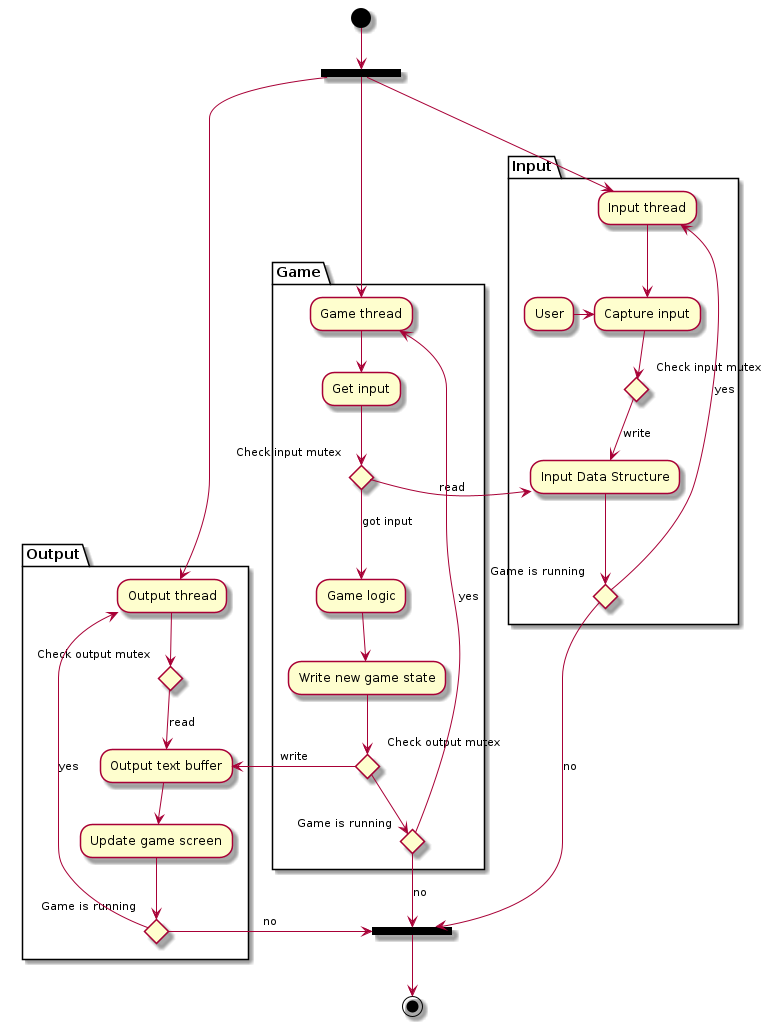 Input
Input thread
Game
Game thread
User
Capture input
Check input mutex
Get input
yes
write
Check input mutex
Input Data Structure
read
got input
Output
Game is running
Output thread
Game logic
yes
Check output mutex
Write new game state
read
Check output mutex
write
Output text buffer
yes
no
Game is running
Update game screen
no
Game is running
no